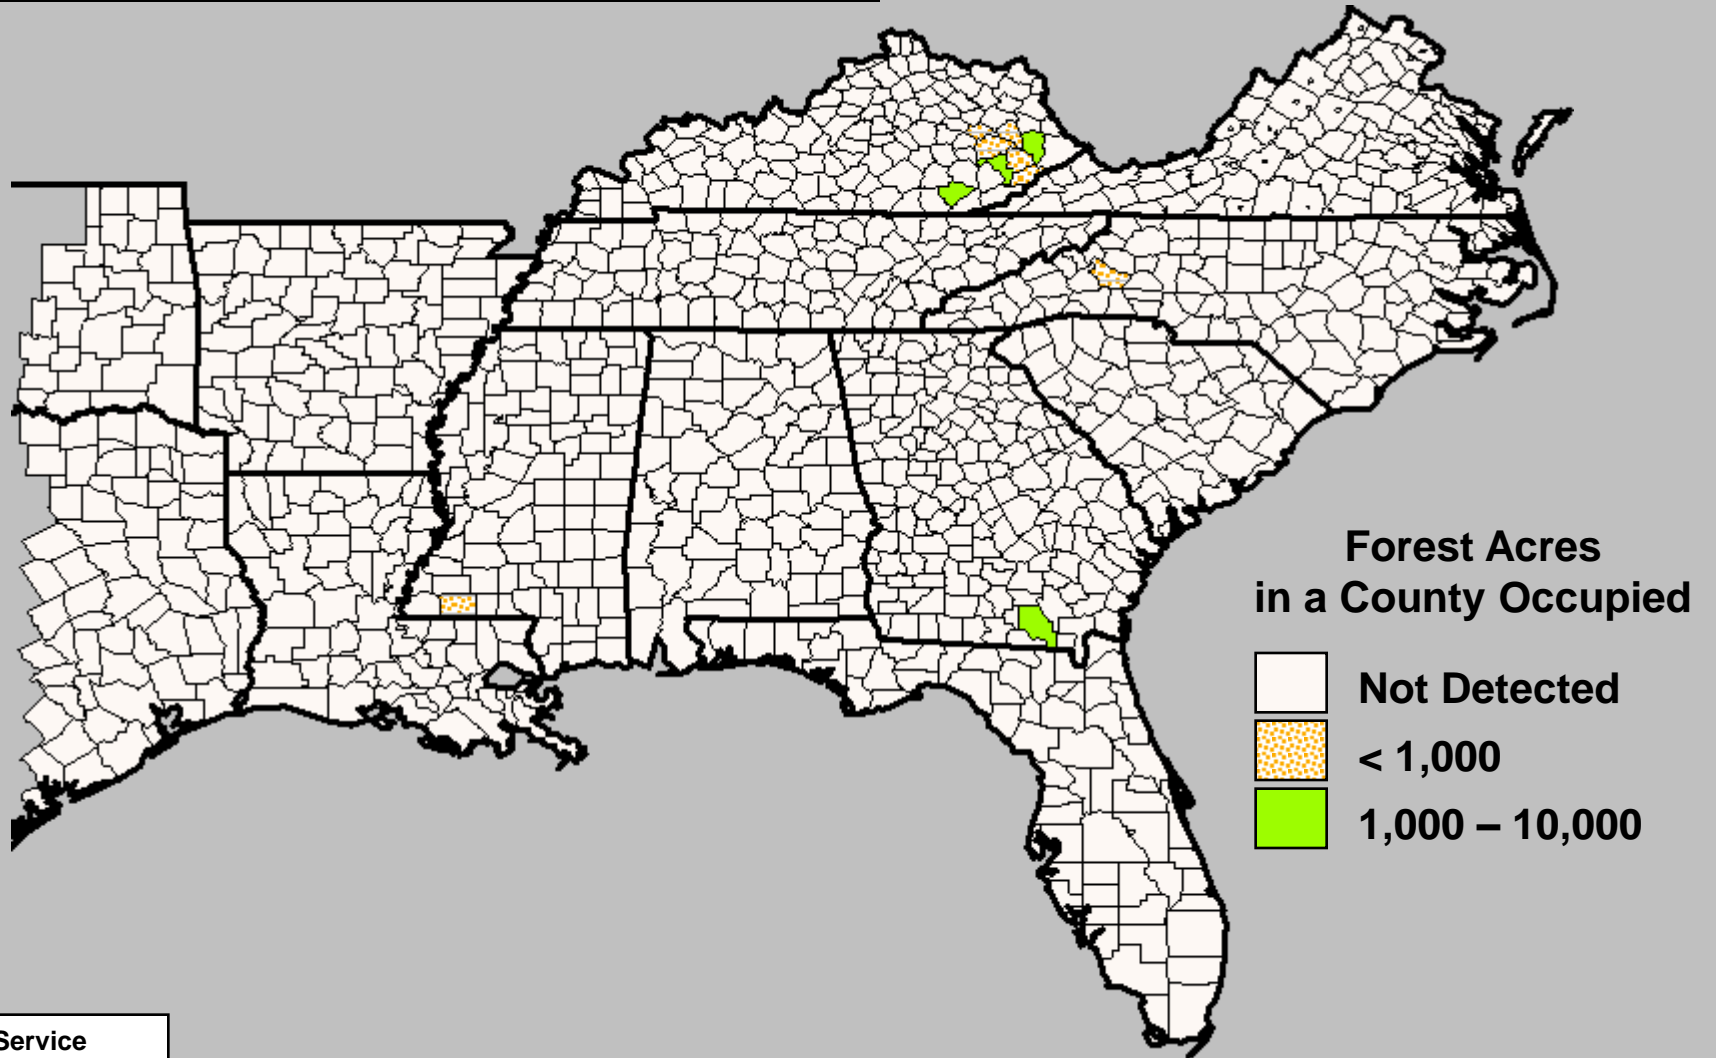 Forest Acres
in a County Occupied
Not Detected
< 1,000
1,000 – 10,000
Service